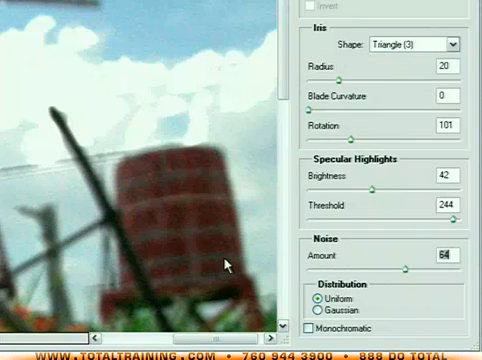 Invert
Iris
Shape: Triangle (3)
Radius 20
Blade Curvature 0
Rotation 101
Specular Highlights
Brightness 42
Threshold 244
Noise
Amount 64
Distribution
Uniform
Gaussian
Monochromatic
WWW.TOTALTRAINING.COM • 760 944 3900 • 888 DO TOTAL